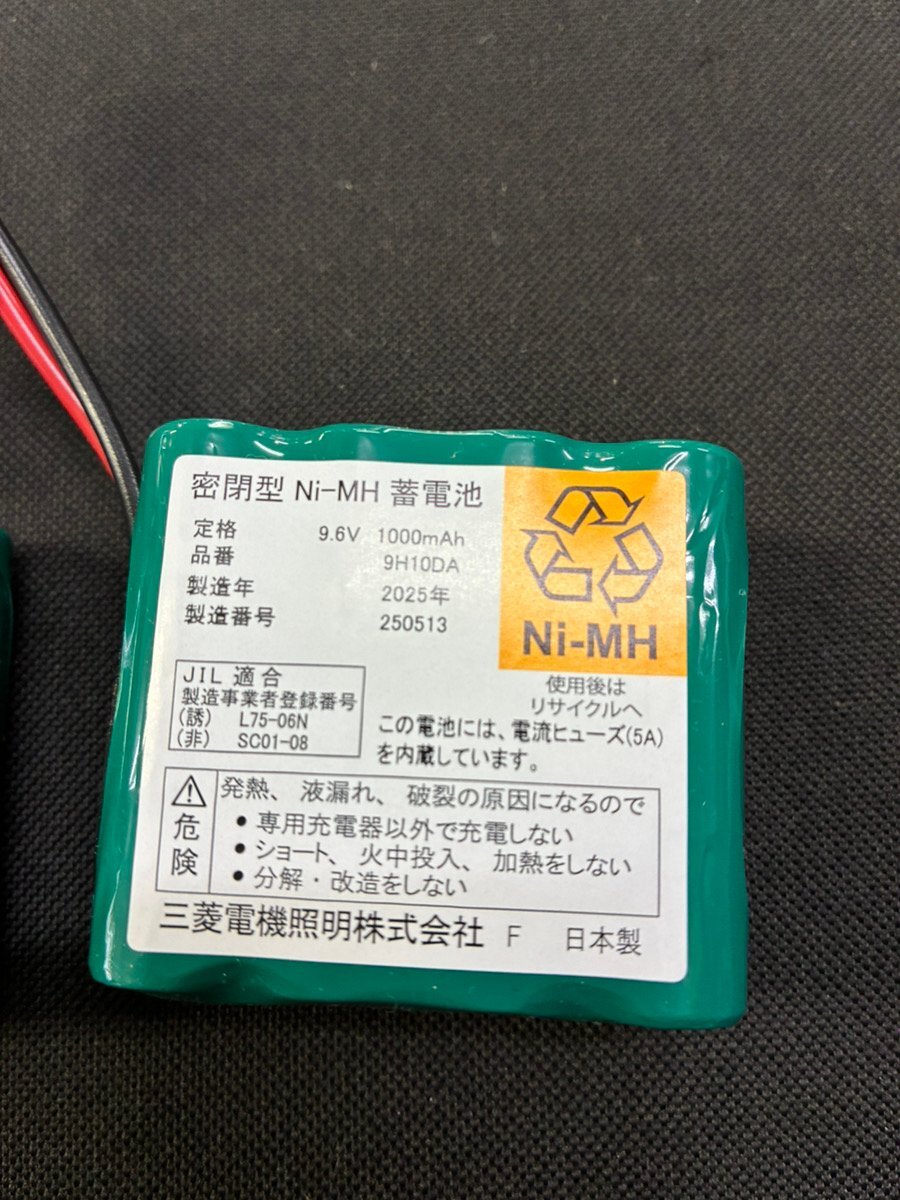 密閉型 Ni-MH 蓄電池
定格 9.6V 1000mAh
品番 9H10DA
製造年 2025年
製造番号 250513
Ni-MH
使用後は
リサイクルへ
JIL 適合
製造事業者登録番号
(誘) L75-06N
(非) SC01-08
この電池には、電流ヒューズ(5A)
を内蔵しています。
危険
発熱、液漏れ、破裂の原因になるので
• 専用充電器以外で充電しない
• ショート、火中投入、加熱をしない
• 分解・改造をしない
三菱電機照明株式会社 F 日本製